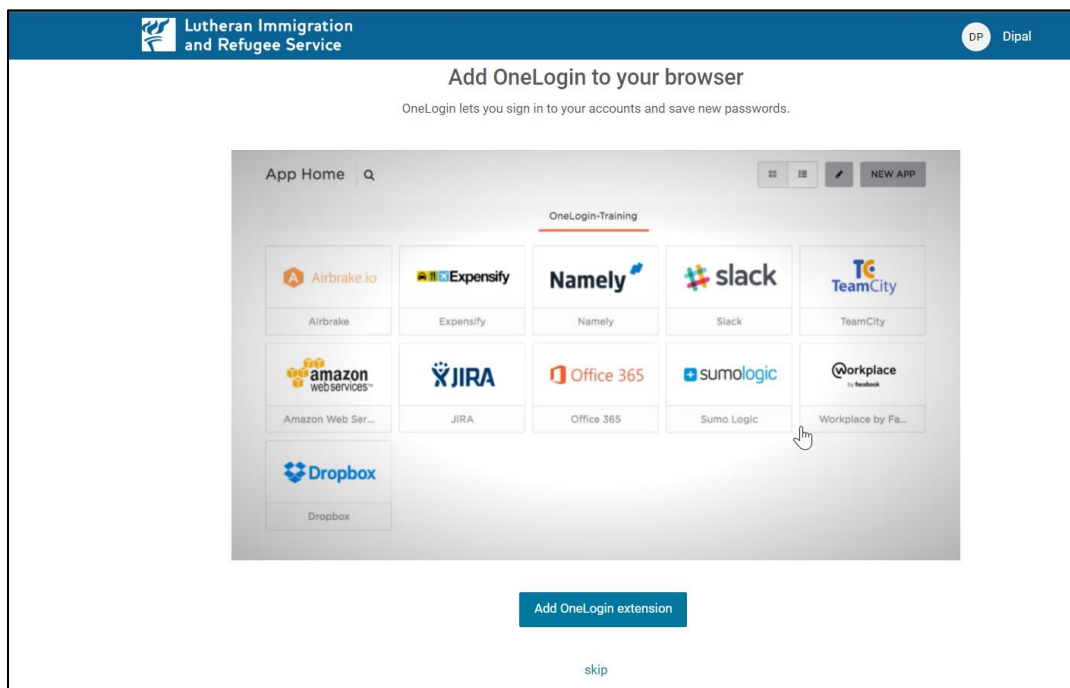 Lutheran Immigration
and Refugee Service
DP Dipal
Add OneLogin to your browser
OneLogin lets you sign in to your accounts and save new passwords.
App Home
NEW APP
OneLogin-Training
A Airbrake.io Expensify Namely slack TC TeamCity
Airbrake Expensify Namely Slack TeamCity
amazon webservices™ JIRA Office 365 sumologic Workplace by facebook
Amazon Web Ser... JIRA Office 365 Sumo Logic Workplace by Fa...
Dropbox
Dropbox
Add OneLogin extension
skip